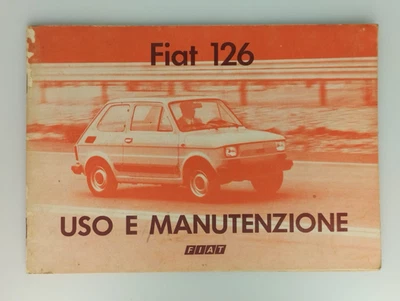 Fiat 126
USO E MANUTENZIONE
FIAT